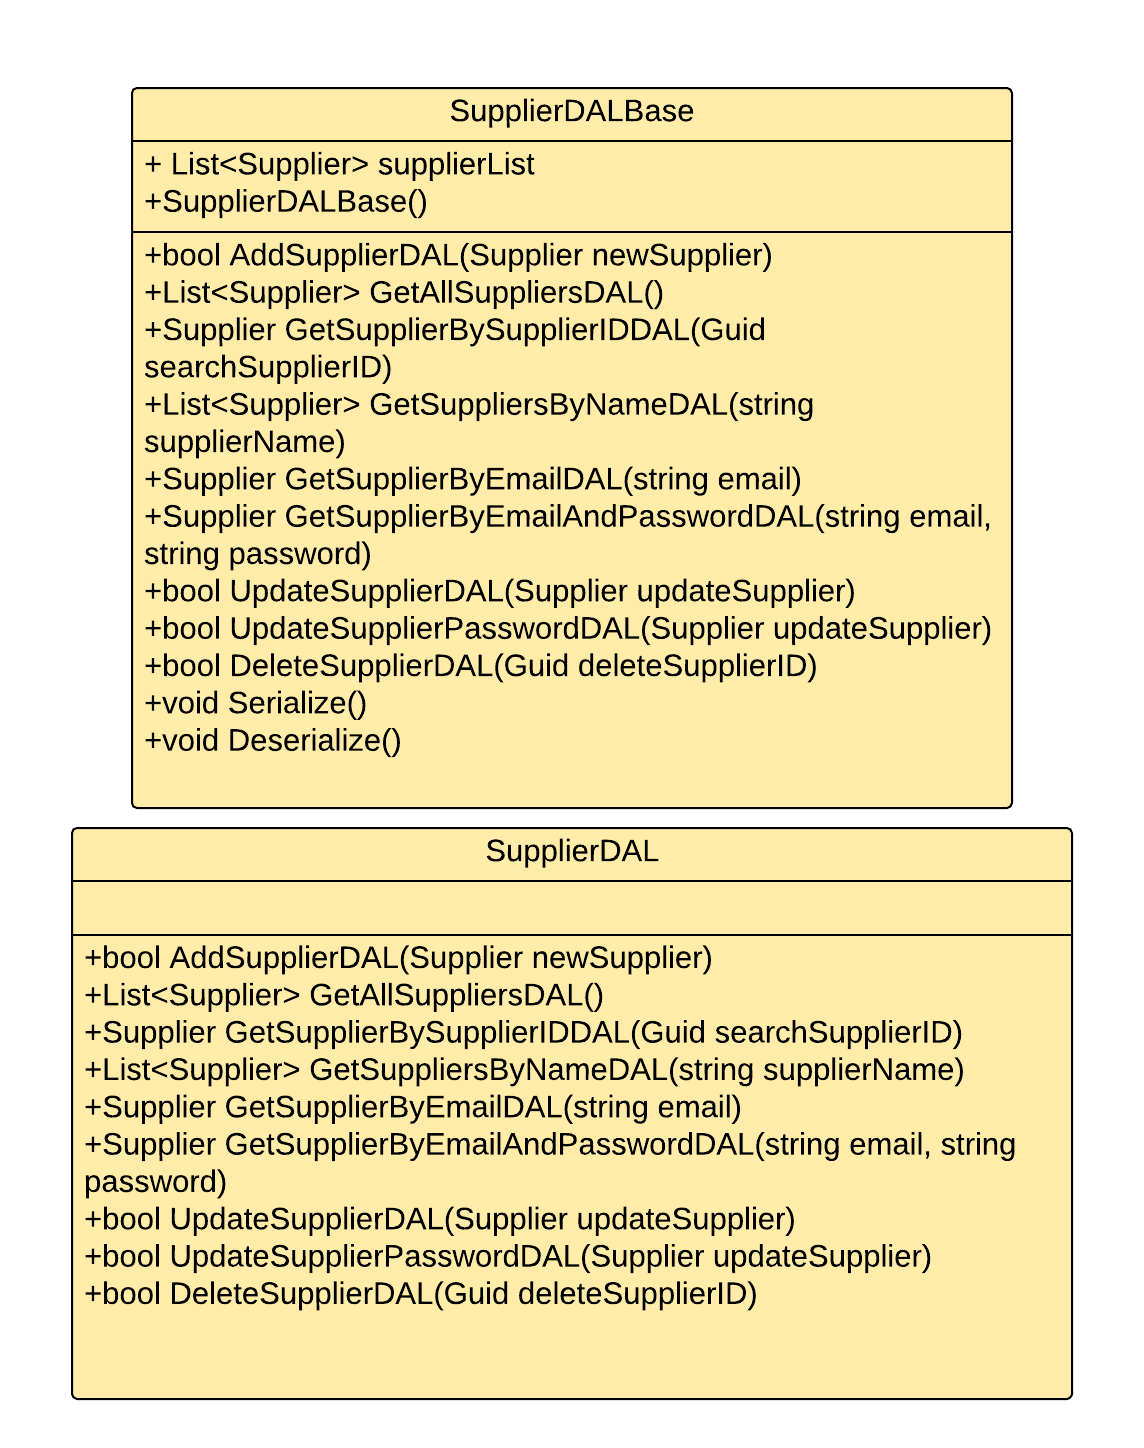 SupplierDALBase
+ List<Supplier> supplierList
+SupplierDALBase()
+bool AddSupplierDAL(Supplier newSupplier)
+List<Supplier> GetAllSuppliersDAL()
+Supplier GetSupplierBySupplierIDDAL(Guid
searchSupplierID)
+List<Supplier> GetSuppliersByNameDAL(string
supplierName)
+Supplier GetSupplierByEmailDAL(string email)
+Supplier GetSupplierByEmailAndPasswordDAL(string email,
string password)
+bool UpdateSupplierDAL(Supplier updateSupplier)
+bool UpdateSupplierPasswordDAL(Supplier updateSupplier)
+bool DeleteSupplierDAL(Guid deleteSupplierID)
+void Serialize()
+void Deserialize()
SupplierDAL
+bool AddSupplierDAL(Supplier newSupplier)
+List<Supplier> GetAllSuppliersDAL()
+Supplier GetSupplierBySupplierIDDAL(Guid searchSupplierID)
+List<Supplier> GetSuppliersByNameDAL(string supplierName)
+Supplier GetSupplierByEmailDAL(string email)
+Supplier GetSupplierByEmailAndPasswordDAL(string email, string
password)
+bool UpdateSupplierDAL(Supplier updateSupplier)
+bool UpdateSupplierPasswordDAL(Supplier updateSupplier)
+bool DeleteSupplierDAL(Guid deleteSupplierID)